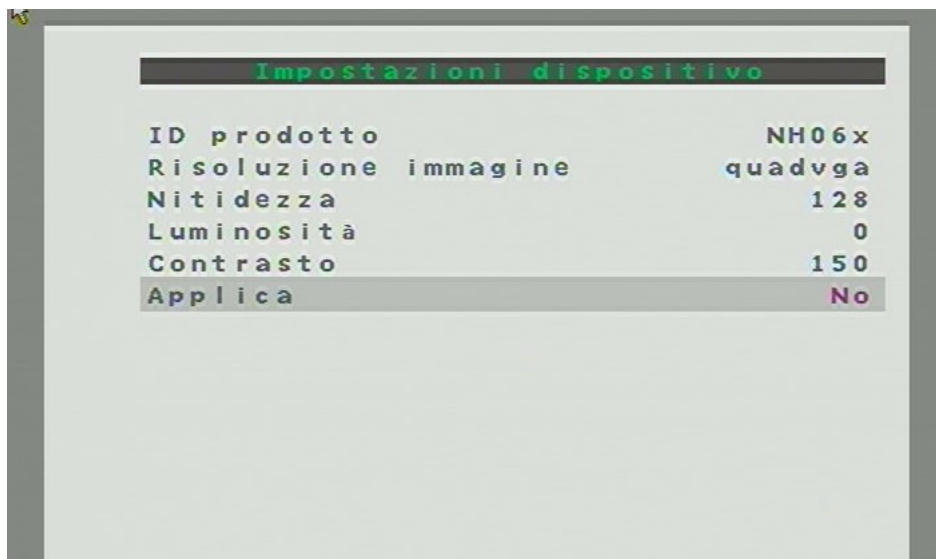 Impostazioni dispositivo
ID prodotto NH06x
Risoluzione immagine quadvga
Nitidezza 128
Luminosità 0
Contrasto 150
Applica No